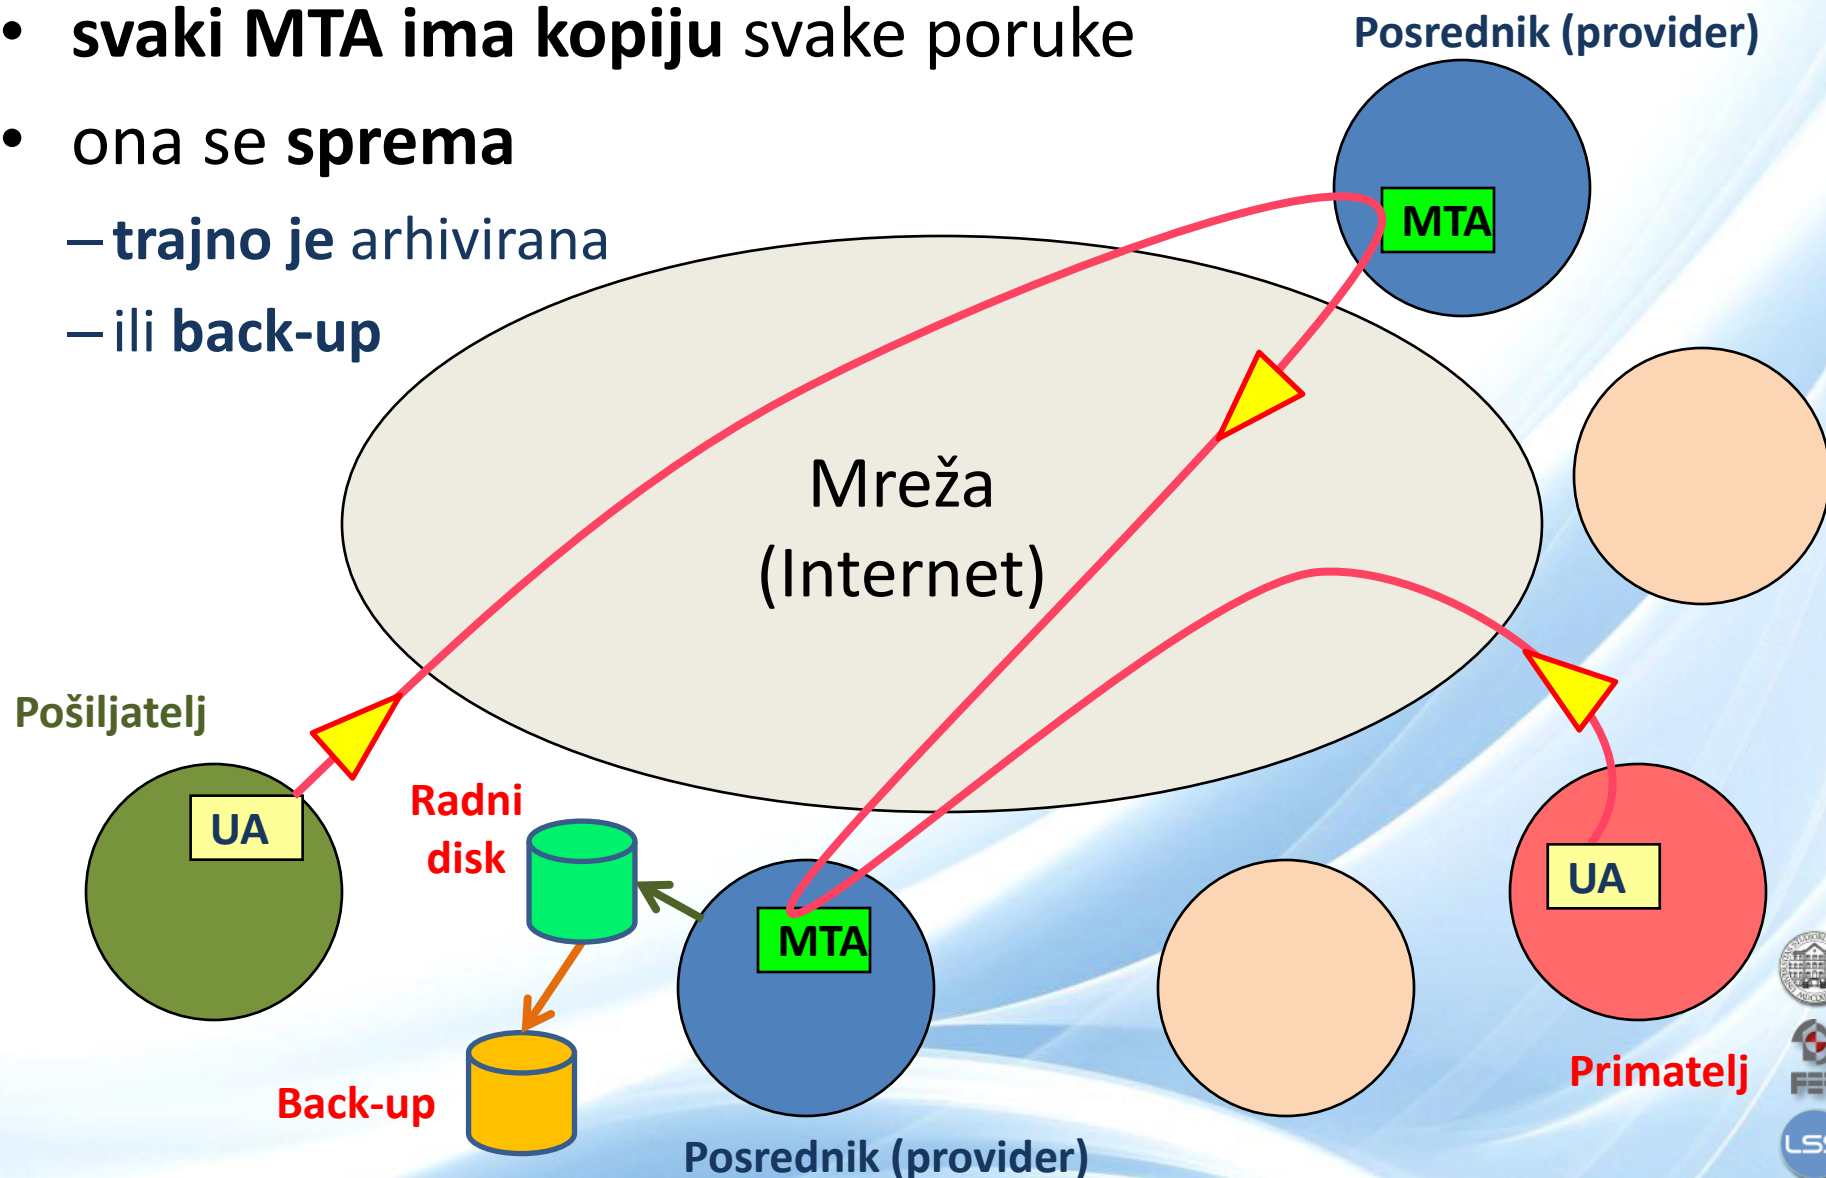 • svaki MTA ima kopiju svake poruke
• ona se sprema
– trajno je arhivirana
– ili back-up
Posrednik (provider)
MTA
Mreža
(Internet)
Pošiljatelj
UA
Radni
disk
MTA
UA
Back-up
Primatelj
Posrednik (provider)